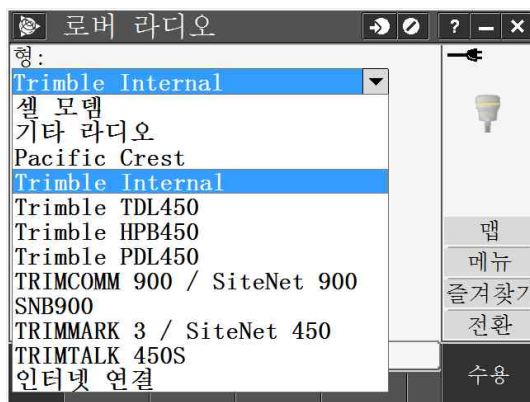 로버 라디오
? – ×
형:
Trimble Internal
셀 모뎀
기타 라디오
Pacific Crest
Trimble Internal
Trimble TDL450
Trimble HPB450
Trimble PDL450
TRIMCOMM 900 / SiteNet 900
SNB900
TRIMMARK 3 / SiteNet 450
TRIMTALK 450S
인터넷 연결
맵
메뉴
즐겨찾기
전환
수용